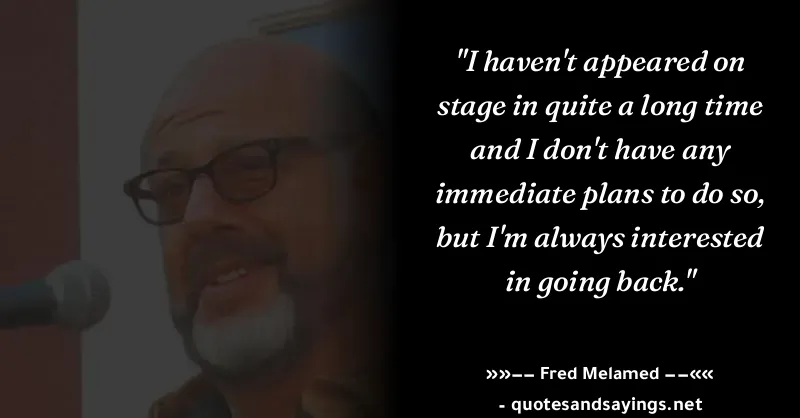 "I haven't appeared on
stage in quite a long time
and I don't have any
immediate plans to do so,
but I'm always interested
in going back."
»»−− Fred Melamed −−««
- quotesandsayings.net